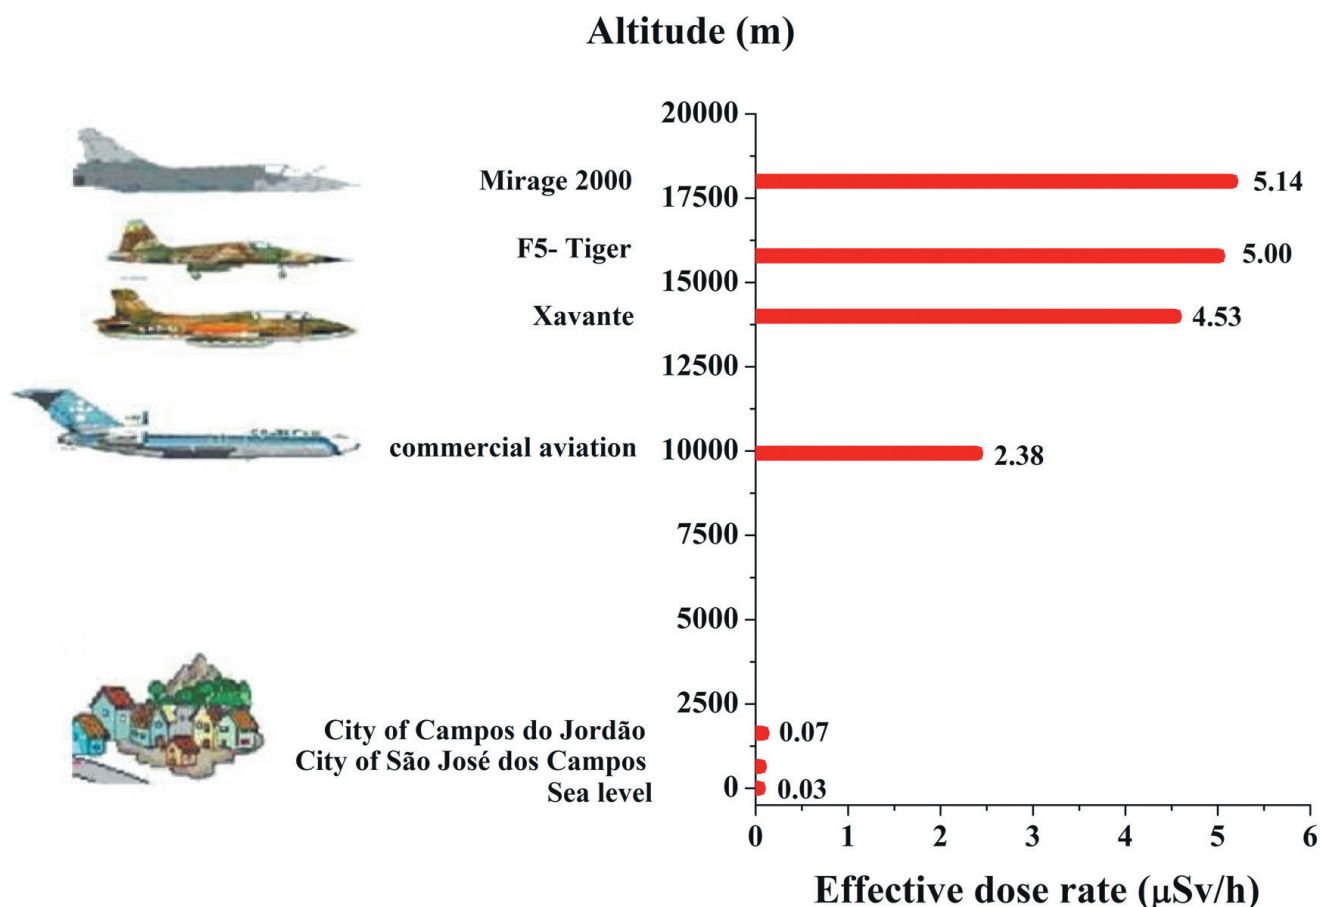 Altitude (m)
20000
Mirage 2000
5.14
17500
F5- Tiger
5.00
15000
Xavante
4.53
12500
commercial aviation
10000
2.38
7500
5000
2500
City of Campos do Jordão
0.07
City of São José dos Campos
Sea level
0
0.03
0 1 2 3 4 5 6
Effective dose rate (μSv/h)